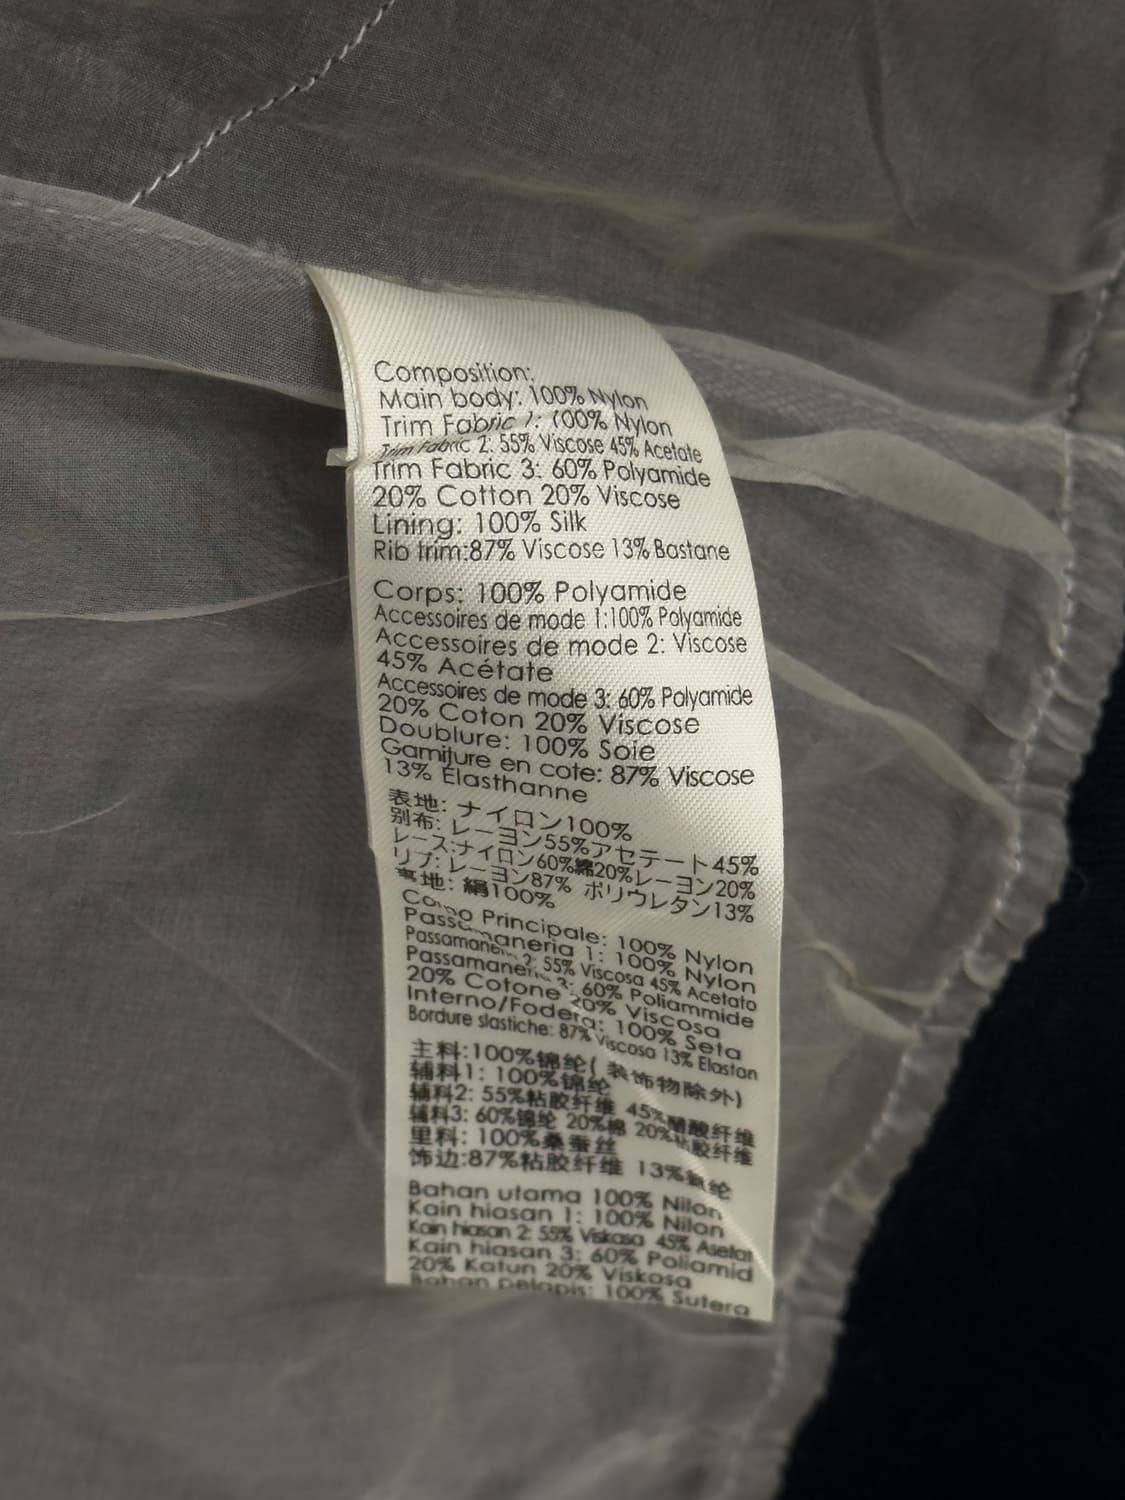 Composition:
Main body: 100% Nylon
Trim Fabric 1: 100% Nylon
Trim Fabric 2: 55% Viscose 45% Acetate
Trim Fabric 3: 60% Polyamide
20% Cotton 20% Viscose
Lining: 100% Silk
Rib trim:87% Viscose 13% Bastane
Corps: 100% Polyamide
Accessoires de mode 1:100% Polyamide
Accessoires de mode 2: Viscose
45% Acétate
Accessoires de mode 3: 60% Polyamide
20% Coton 20% Viscose
Doublure: 100% Soie
Garniture en cote: 87% Viscose
13% Élasthanne
表地: ナイロン100%
別布: レーヨン55%アセテート45%
レース:ナイロン60%綿20%レーヨン20%
リブ: レーヨン87% ポリウレタン13%
裏地: 絹100%
Corpo Principale: 100% Nylon
Passamaneria 1: 100% Nylon
Passamaneria 2: 55% Viscosa 45% Acetato
Passamaneria 3: 60% Poliammide
20% Cotone 20% Viscosa
Interno/Fodera: 100% Seta
Bordure slastiche: 87% Viscosa 13% Elastan
主料:100%锦纶( 装饰物除外)
辅料1: 100%锦纶
辅料2: 55%粘胶纤维 45%醋酸纤维
辅料3: 60%锦纶 20%棉 20%粘胶纤维
里料: 100%桑蚕丝
饰边:87%粘胶纤维 13%氨纶
Bahan utama 100% Nilon
Kain hiasan 1: 100% Nilon
Kain hiasan 2: 55% Viskosa 45% Asetat
Kain hiasan 3: 60% Poliamid
20% Katun 20% Viskosa
Bahan pelapis: 100% Sutera